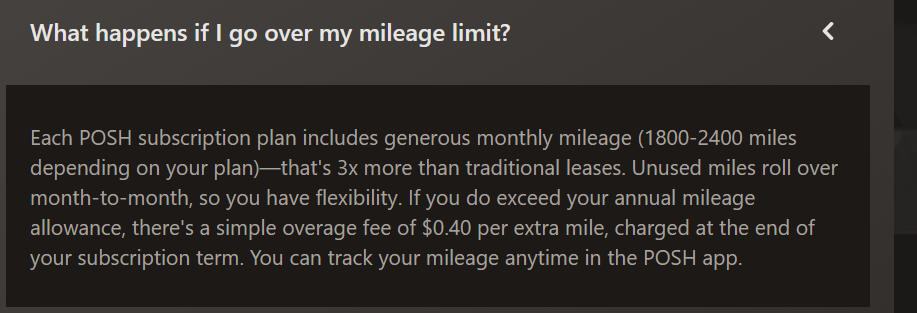 What happens if I go over my mileage limit?
Each POSH subscription plan includes generous monthly mileage (1800-2400 miles
depending on your plan)—that's 3x more than traditional leases. Unused miles roll over
month-to-month, so you have flexibility. If you do exceed your annual mileage
allowance, there's a simple overage fee of $0.40 per extra mile, charged at the end of
your subscription term. You can track your mileage anytime in the POSH app.